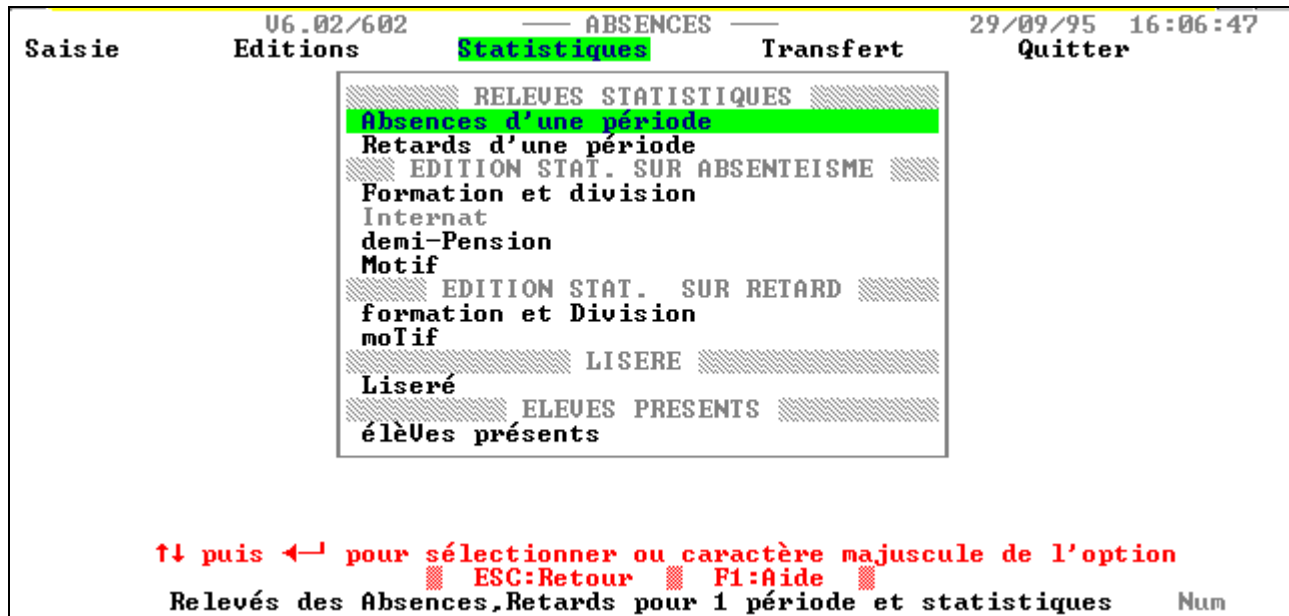 V6.02/602 ABSENCES 29/09/95 16:06:47
Saisie Editions Statistiques Transfert Quitter
RELEVES STATISTIQUES
Absences d'une période
Retards d'une période
EDITION STAT. SUR ABSENTEISME
Formation et division
Internat
demi-Pension
Motif
EDITION STAT. SUR RETARD
formation et Division
moTif
LISERE
Liseré
ELEVES PRESENTS
élèVes présents
↑↓ puis ◄─┘ pour sélectionner ou caractère majuscule de l'option
ESC:Retour F1:Aide
Relevés des Absences,Retards pour 1 période et statistiques Num